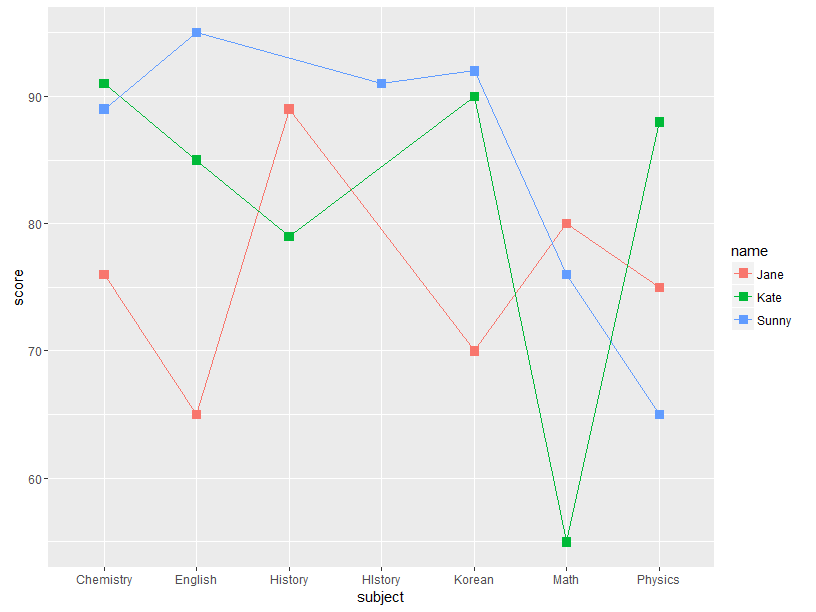 score
90
80
70
60
Chemistry English History HIstory Korean Math Physics
subject
name
Jane
Kate
Sunny